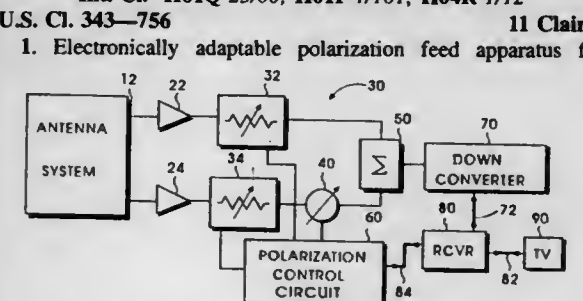 U.S. Cl. 343—756 11 Clair
1. Electronically adaptable polarization feed apparatus f
12 22 32 30
ANTENNA SYSTEM
50 70
Σ
DOWN CONVERTER
24 34 40
60 80 72 90
RCVR TV
POLARIZATION CONTROL CIRCUIT
84 82